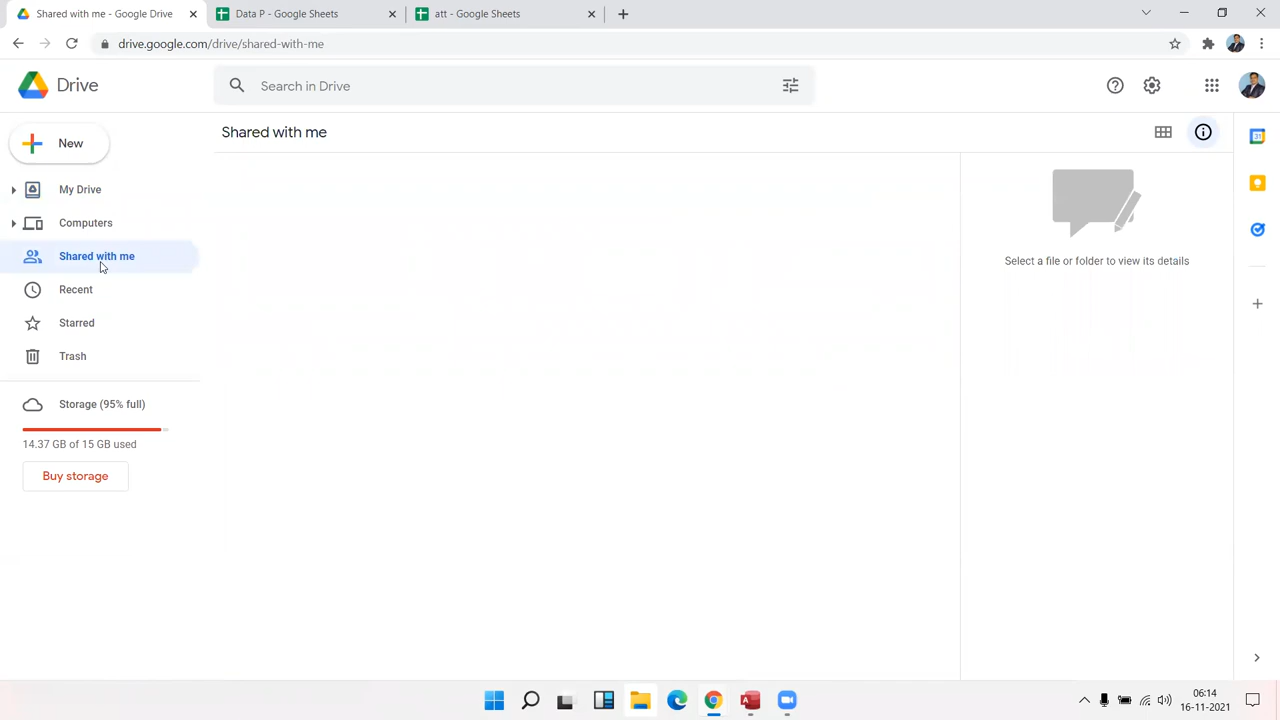 Shared with me - Google Drive
Data P - Google Sheets
att - Google Sheets
drive.google.com/drive/shared-with-me
Drive
Search in Drive
New
Shared with me
My Drive
Computers
Shared with me
Recent
Starred
Trash
Storage (95% full)
14.37 GB of 15 GB used
Buy storage
Select a file or folder to view its details
31
06:14
16-11-2021